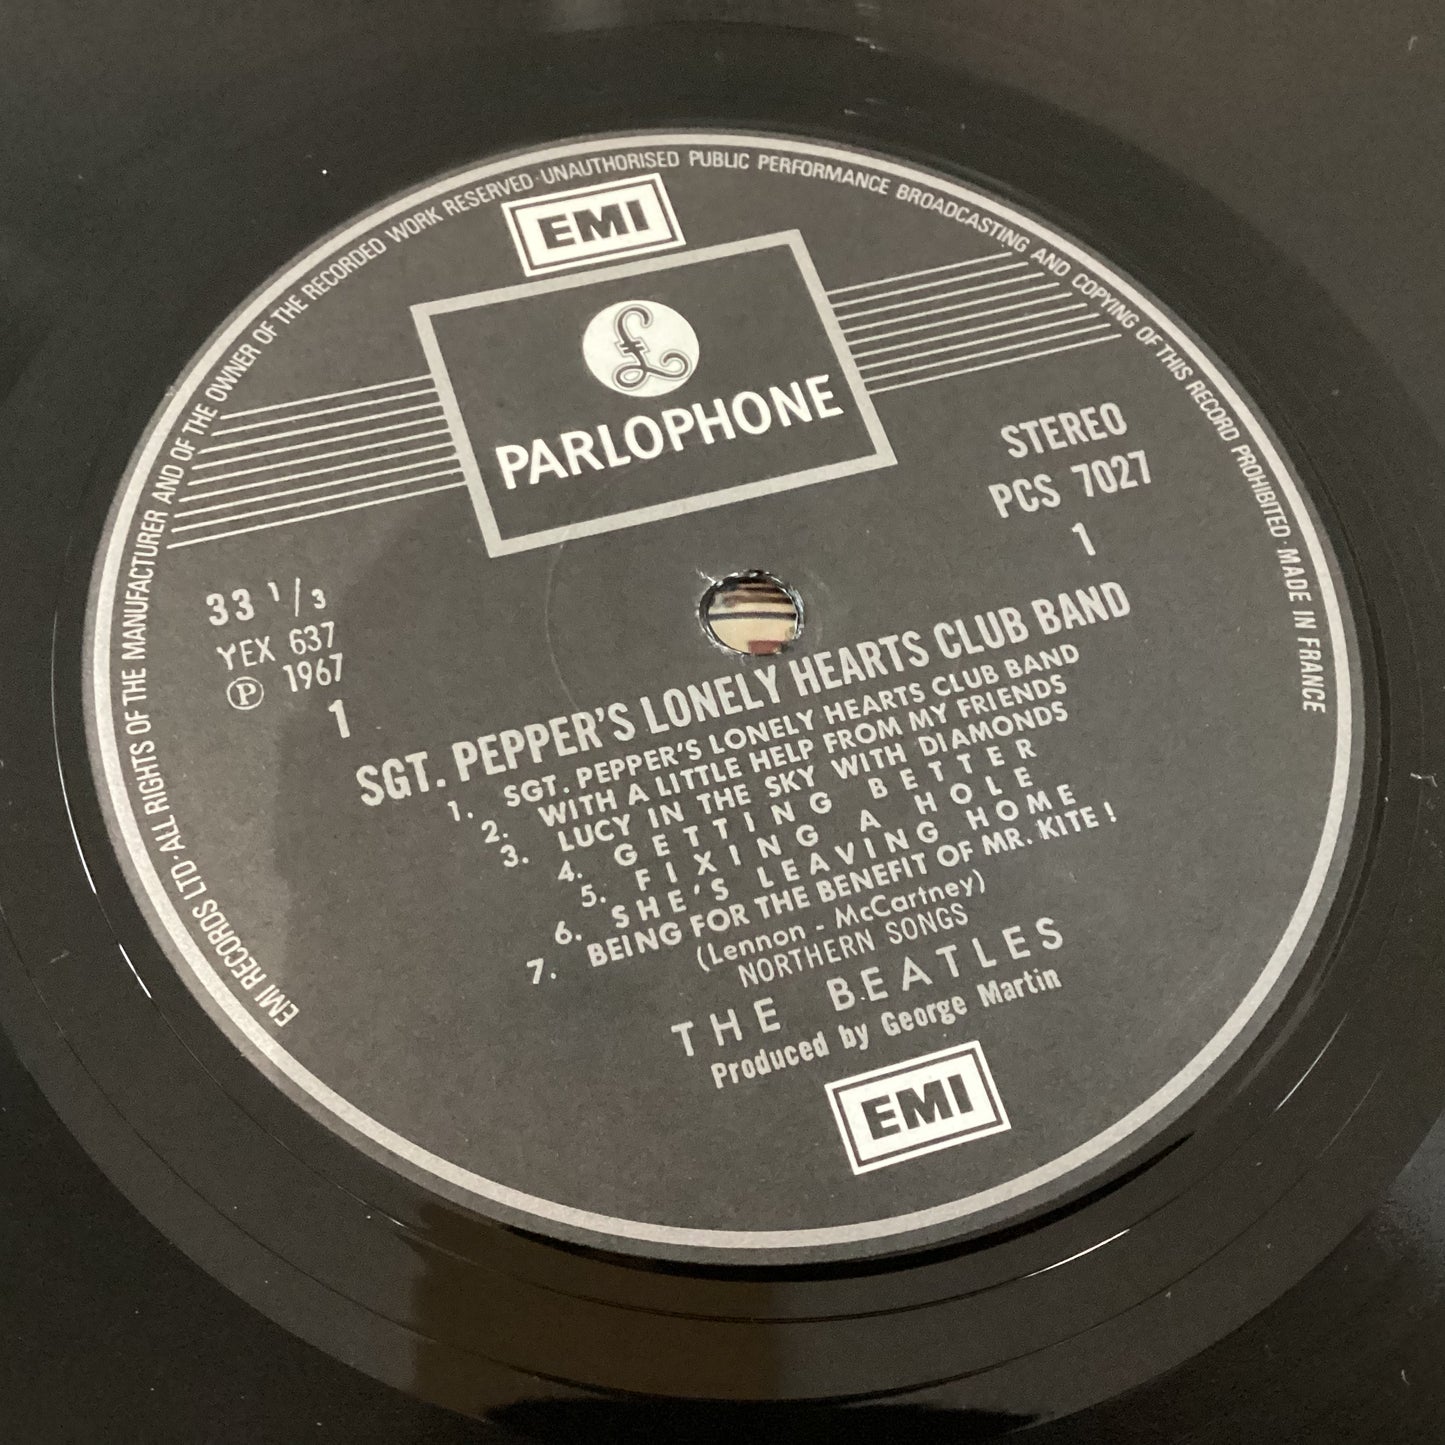 EMI RECORDS LTD · ALL RIGHTS OF THE MANUFACTURER AND OF THE OWNER OF THE RECORDED WORK RESERVED · UNAUTHORISED PUBLIC PERFORMANCE BROADCASTING AND COPYING OF THIS RECORD PROHIBITED · MADE IN FRANCE
EMI
£
PARLOPHONE
STEREO
PCS 7027
1
33 1/3
YEX 637
℗ 1967
1
SGT. PEPPER'S LONELY HEARTS CLUB BAND
1. SGT. PEPPER'S LONELY HEARTS CLUB BAND
2. WITH A LITTLE HELP FROM MY FRIENDS
3. LUCY IN THE SKY WITH DIAMONDS
4. GETTING BETTER
5. FIXING A HOLE
6. SHE'S LEAVING HOME
7. BEING FOR THE BENEFIT OF MR. KITE !
(Lennon - McCartney)
NORTHERN SONGS
THE BEATLES
Produced by George Martin
EMI